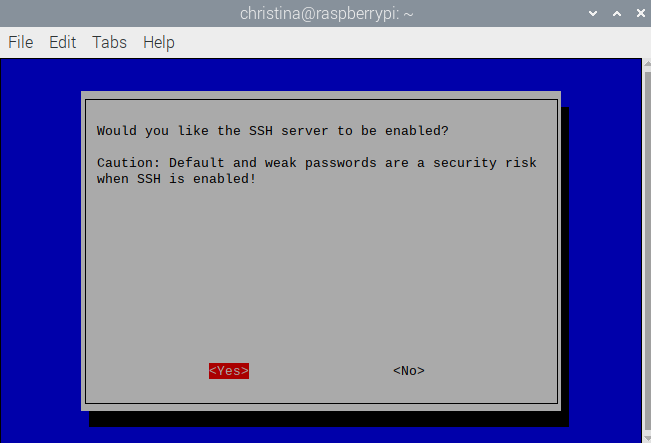 christina@raspberrypi: ~
File Edit Tabs Help
Would you like the SSH server to be enabled?
Caution: Default and weak passwords are a security risk
when SSH is enabled!
<Yes> <No>